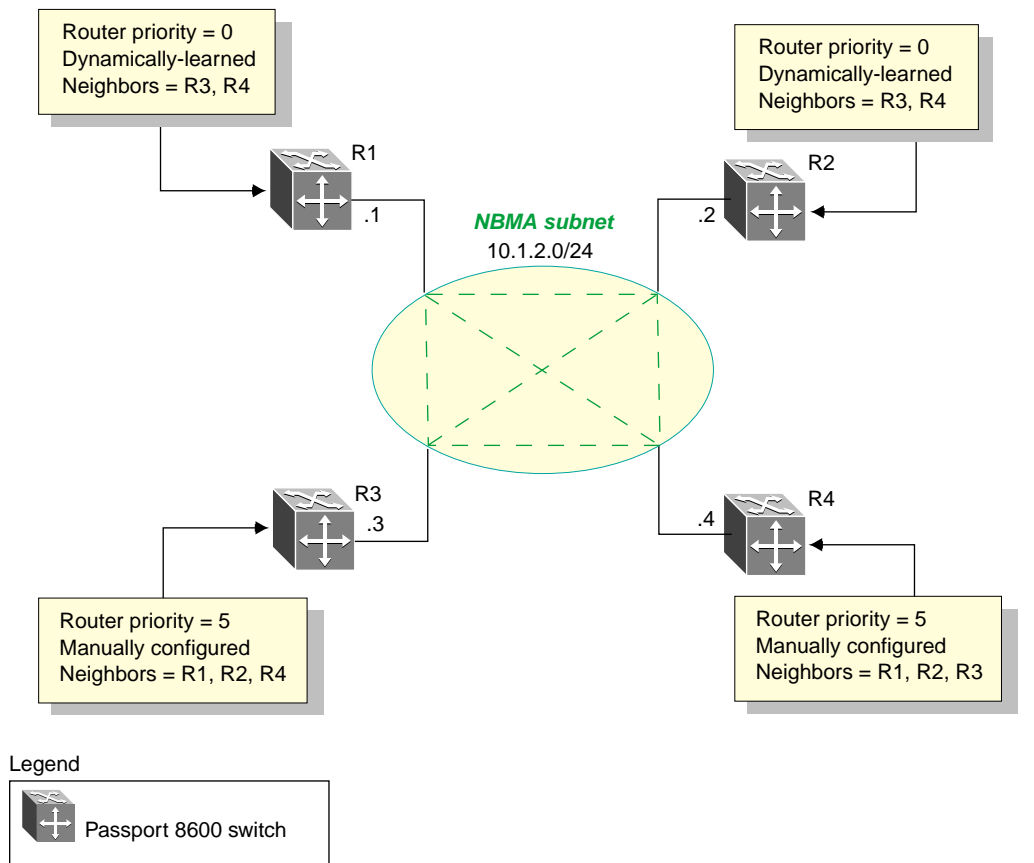 Router priority = 0
Dynamically-learned
Neighbors = R3, R4
Router priority = 0
Dynamically-learned
Neighbors = R3, R4
R1
R2
.1
.2
NBMA subnet
10.1.2.0/24
R3
R4
.3
.4
Router priority = 5
Manually configured
Neighbors = R1, R2, R4
Router priority = 5
Manually configured
Neighbors = R1, R2, R3
Legend
Passport 8600 switch